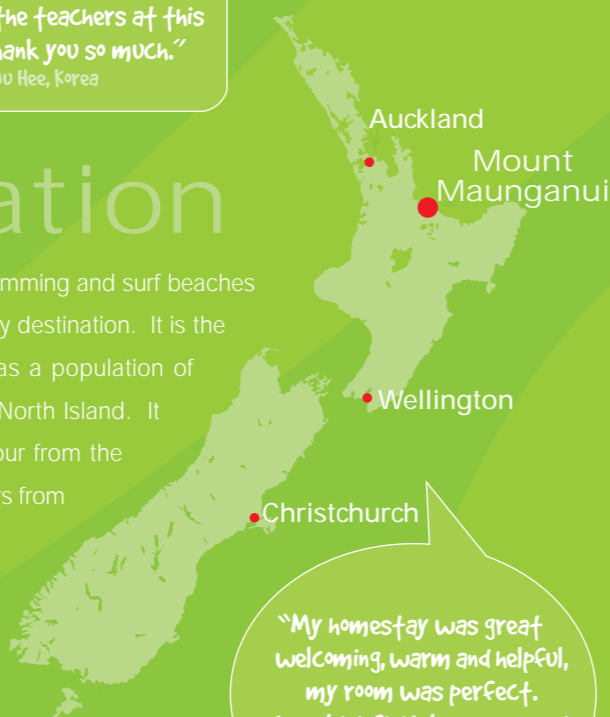 the teachers at this
ank you so much."
u Hee, Korea
Auckland
Mount
Maunganui
ation
mming and surf beaches
y destination. It is the
as a population of
North Island. It
our from the
rs from
Wellington
Christchurch
"My homestay was great
welcoming, warm and helpful,
my room was perfect.